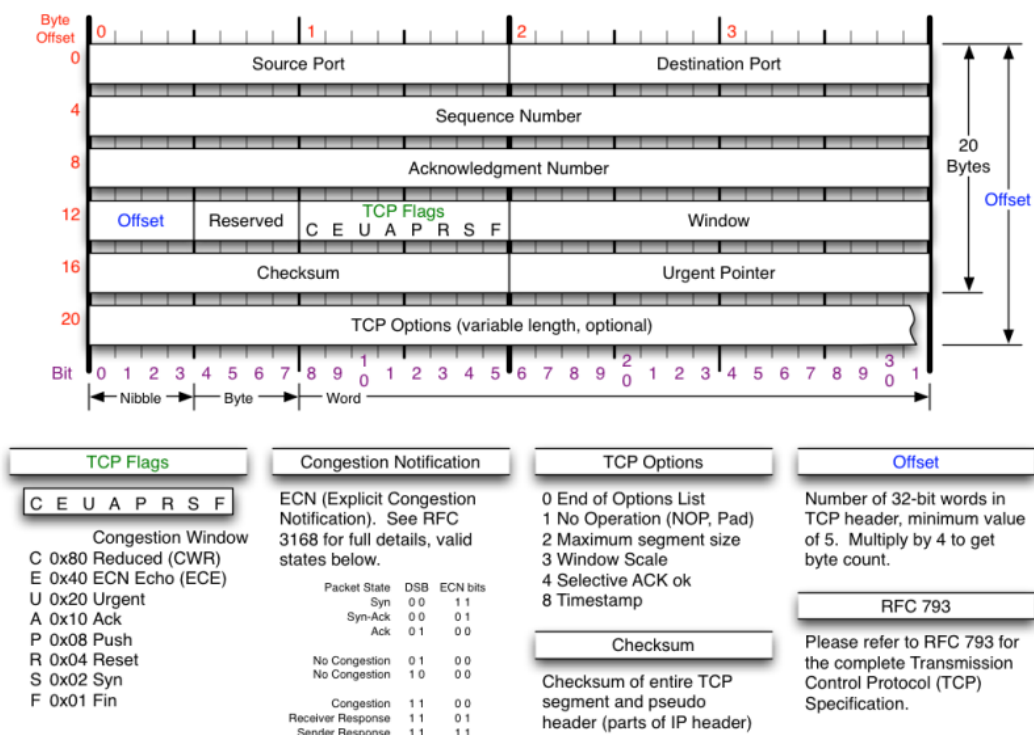 Byte
Offset
0 1 2 3
0
Source Port Destination Port
4
Sequence Number
8
Acknowledgment Number
20
Bytes
Offset
12
Offset Reserved TCP Flags Window
C E U A P R S F
16
Checksum Urgent Pointer
20
TCP Options (variable length, optional)
Bit 0 1 2 3 4 5 6 7 8 9 10 1 2 3 4 5 6 7 8 9 20 1 2 3 4 5 6 7 8 9 30 1
Nibble Byte Word
TCP Flags
C E U A P R S F
Congestion Window
C 0x80 Reduced (CWR)
E 0x40 ECN Echo (ECE)
U 0x20 Urgent
A 0x10 Ack
P 0x08 Push
R 0x04 Reset
S 0x02 Syn
F 0x01 Fin
Congestion Notification
ECN (Explicit Congestion
Notification). See RFC
3168 for full details, valid
states below.
Packet State DSB ECN bits
Syn 0 0 1 1
Syn-Ack 0 0 0 1
Ack 0 1 0 0
No Congestion 0 1 0 0
No Congestion 1 0 0 0
Congestion 1 1 0 0
Receiver Response 1 1 0 1
Sender Response 1 1 1 1
TCP Options
0 End of Options List
1 No Operation (NOP, Pad)
2 Maximum segment size
3 Window Scale
4 Selective ACK ok
8 Timestamp
Checksum
Checksum of entire TCP
segment and pseudo
header (parts of IP header)
Offset
Number of 32-bit words in
TCP header, minimum value
of 5. Multiply by 4 to get
byte count.
RFC 793
Please refer to RFC 793 for
the complete Transmission
Control Protocol (TCP)
Specification.